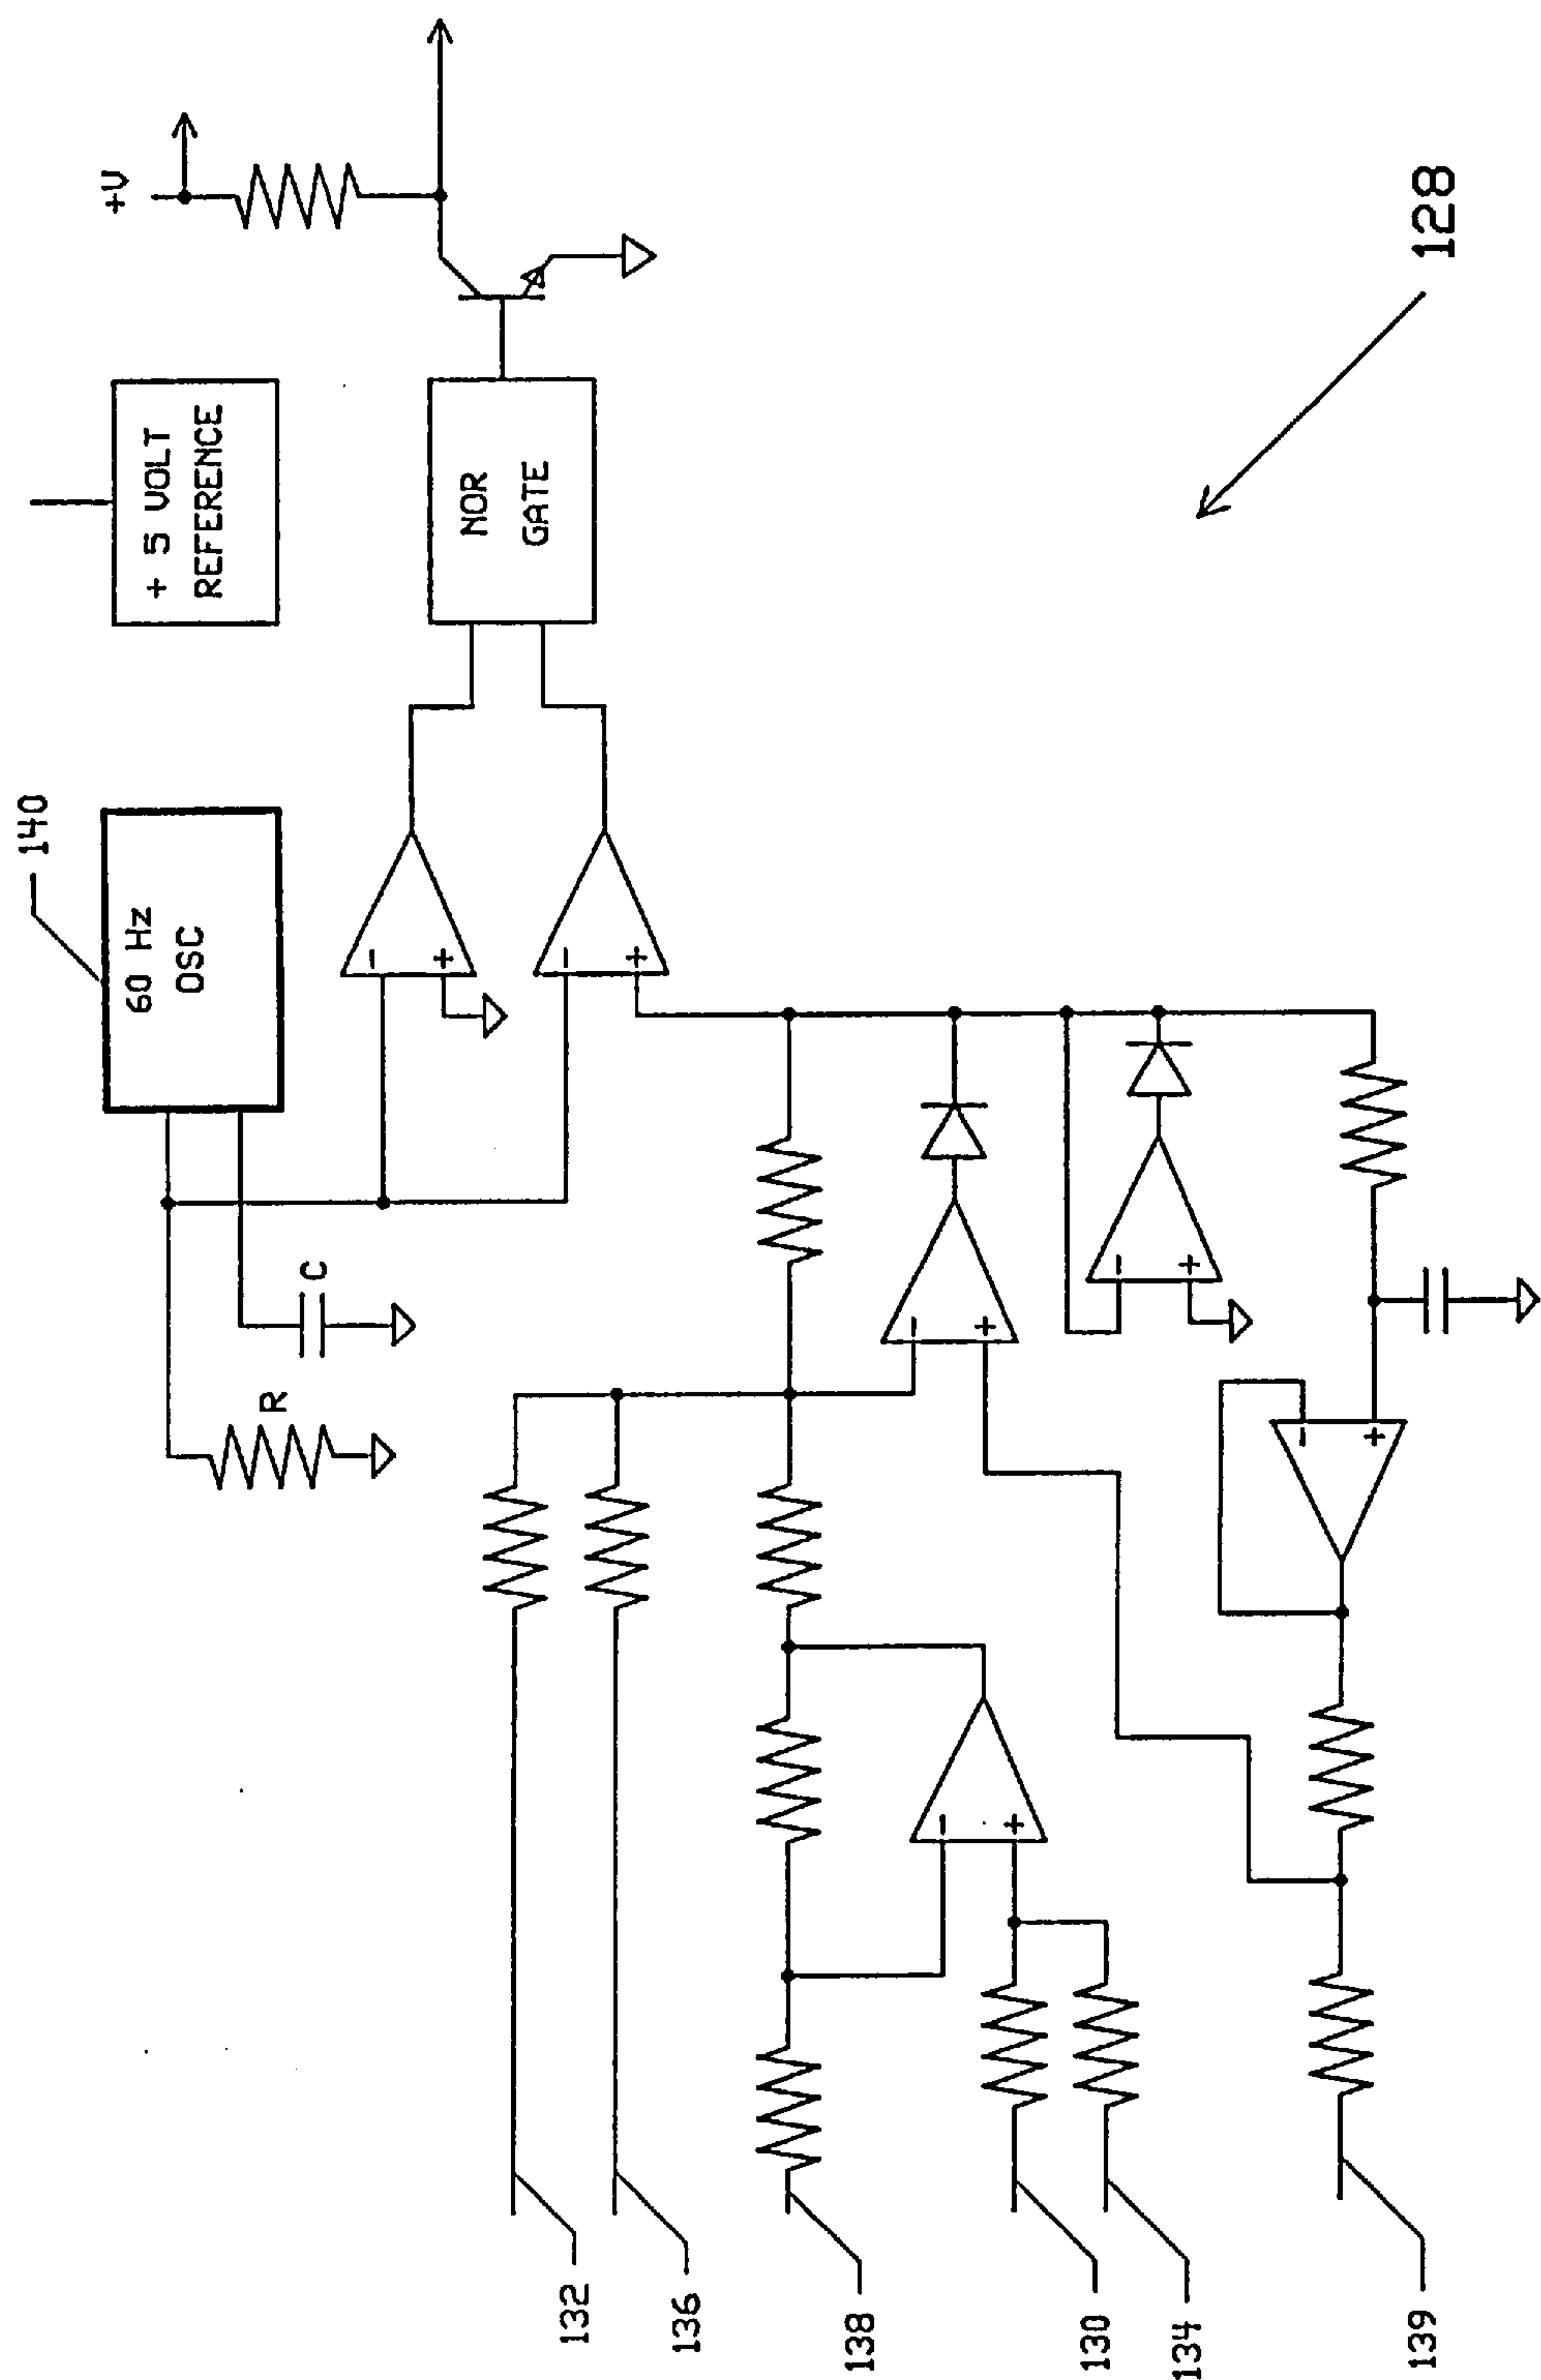 +V
+ 5 VOLT
REFERENCE
140
60 Hz
OSC
NOR
GATE
-
+
-
+
R
C
128
132
136
138
-
+
-
+
-
+
-
+
130
134
139